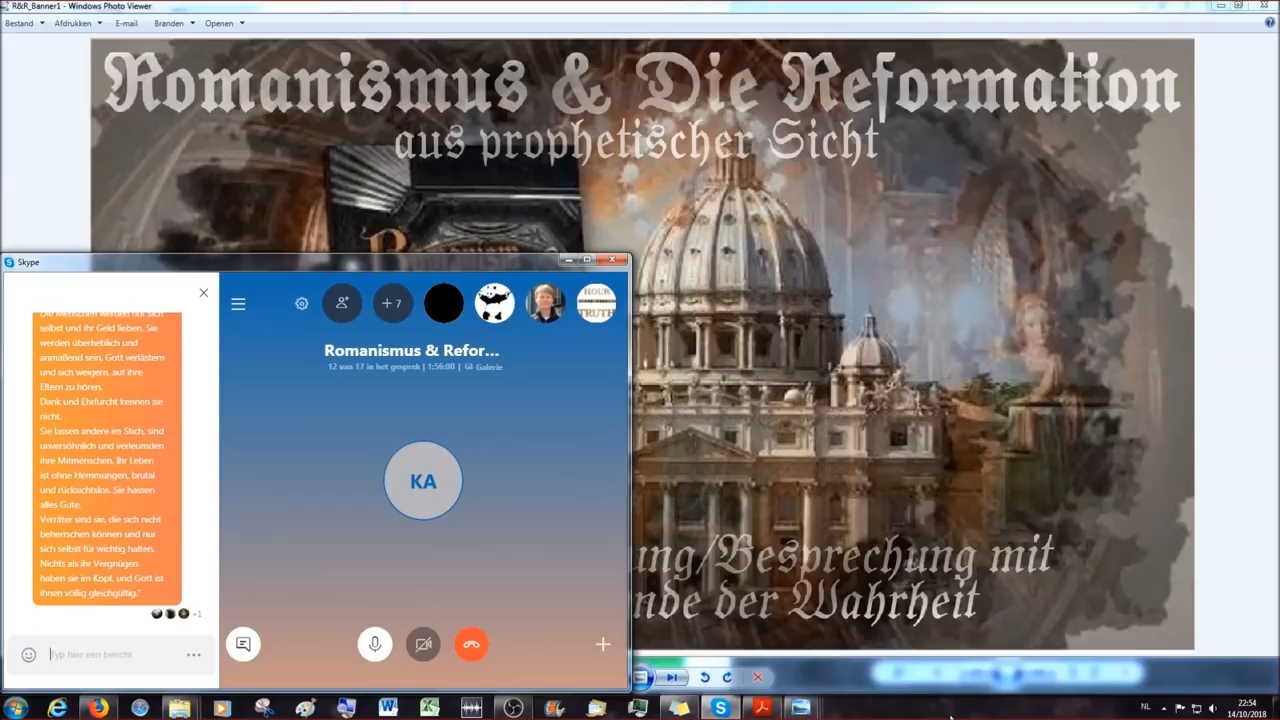 R&R_Banner1 - Windows Photo Viewer
Bestand Afdrukken E-mail Branden Openen
Romanismus & Die Reformation
aus prophetischer Sicht
Skype
Die Menschen werden nur sich
selbst und ihr Geld lieben. Sie
werden überheblich und
anmaßend sein, Gott verlästern
und sich weigern, auf ihre
Eltern zu hören.
Dank und Ehrfurcht kennen sie
nicht.
Sie lassen andere im Stich, sind
unversöhnlich und verleumden
ihre Mitmenschen. Ihr Leben
ist ohne Hemmungen, brutal
und rücksichtslos. Sie hassen
alles Gute,
Verräter sind sie, die sich nicht
beherrschen können und nur
sich selbst für wichtig halten.
Nichts als ihr Vergnügen
haben sie im Kopf, und Gott ist
ihnen völlig gleichgültig."
+1
Typ hier een bericht
+ 7
HOUR
TRUTH
Romanismus & Refor...
12 van 17 in het gesprek | 1:56:00 | Galerie
KA
ung/Besprechung mit
nde der Wahrheit
NL
22:54
14/10/2018